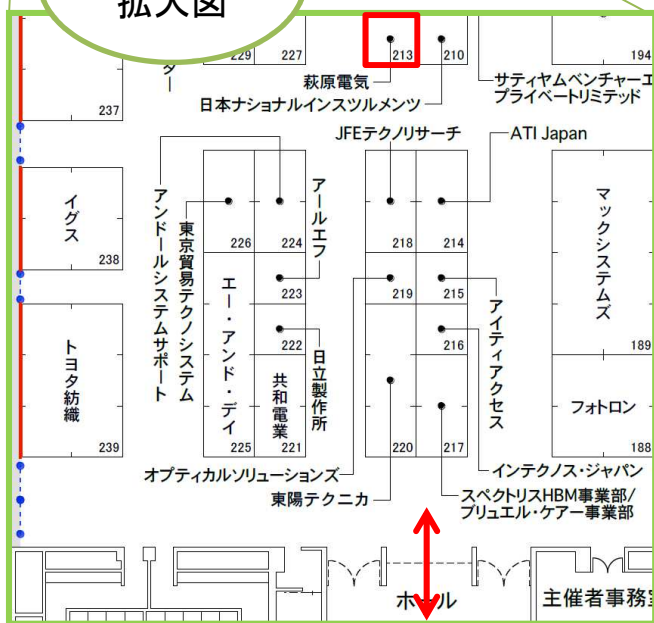 拡大図
229
227
213
210
194
ター
萩原電気
サティヤムベンチャーエ
プライベートリミテッド
日本ナショナルインスツルメンツ
237
JFEテクノリサーチ
ATI Japan
イグス
238
アンドールシステムサポート
東京貿易テクノシステム
226
224
アールエフ
218
214
マックシステムズ
189
エー・アンド・デイ
225
223
219
215
アイティアクセス
222
日立製作所
216
トヨタ紡織
239
共和電業
221
220
217
フォトロン
188
オプティカルソリューションズ
インテクノス・ジャパン
東陽テクニカ
スペクトリスHBM事業部/
ブリュエル・ケアー事業部
ホール
主催者事務